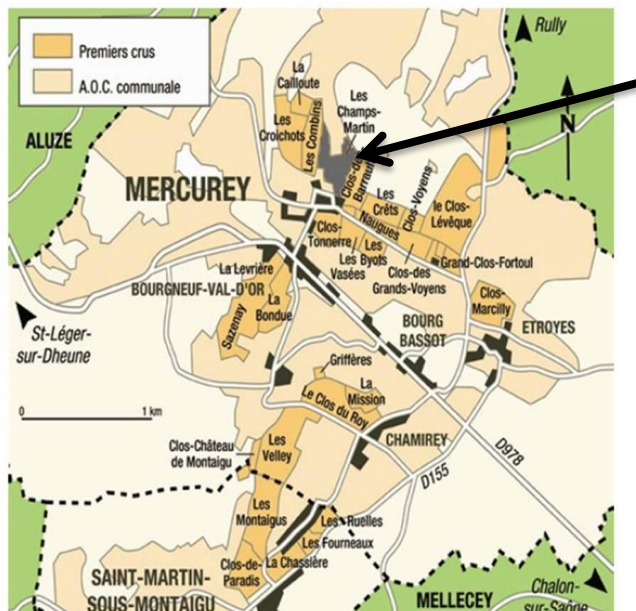 Premiers crus
A.O.C. communale
Rully
La
Cailloute
Les
Champs-
Martin
Les
Croichots
Les Combins
ALUZE
N
MERCUREY
Les
Crêts
Clos-Voyens
le Clos-
Lévêque
Naugues
Clos-
Tonnerre
Les
Vasées
Les
Byots
Clos-des
Grands-Voyens
Grand-Clos-Fortoul
La Levrière
BOURGNEUF-VAL-D'OR
La
Bondue
Sazenay
Clos-
Marcilly
ETROYES
BOURG
BASSOT
St-Léger-
sur-Dheune
Griffères
La
Mission
Le Clos du Roy
0 1 km
CHAMIREY
Clos-Château
de Montaigu
Les
Velley
D978
D155
Les
Montaigus
Les Ruelles
Les Fourneaux
La Chassière
Clos-de-
Paradis
SAINT-MARTIN-
SOUS-MONTAIGU
MELLECEY
Chalon-
sur-Saône